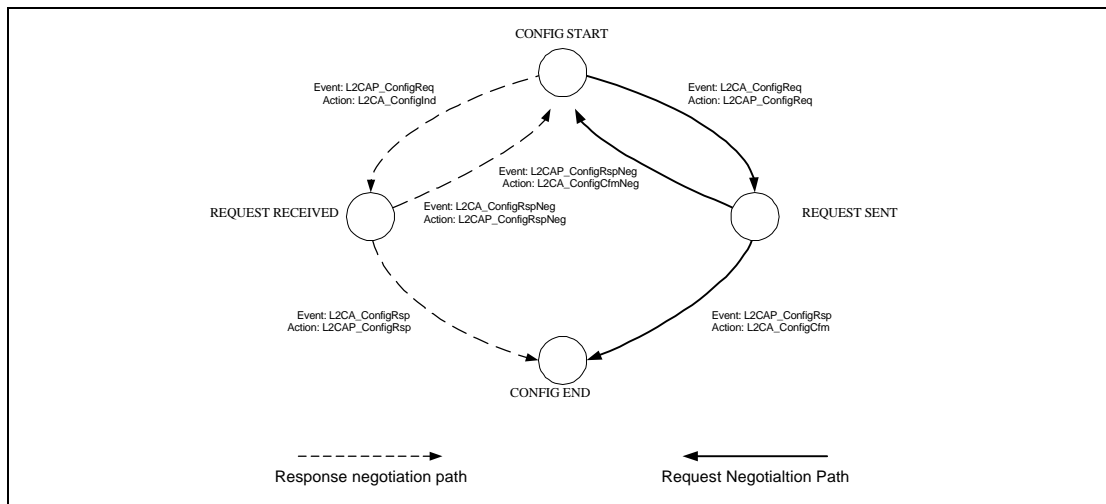 CONFIG START
Event: L2CAP_ConfigReq
Action: L2CA_ConfigInd
Event: L2CA_ConfigReq
Action: L2CAP_ConfigReq
Event: L2CAP_ConfigRspNeg
Action: L2CA_ConfigCfmNeg
Event: L2CA_ConfigRspNeg
Action: L2CAP_ConfigRspNeg
REQUEST RECEIVED
REQUEST SENT
Event: L2CA_ConfigRsp
Action: L2CAP_ConfigRsp
Event: L2CAP_ConfigRsp
Action: L2CA_ConfigCfm
CONFIG END
Response negotiation path
Request Negotialtion Path